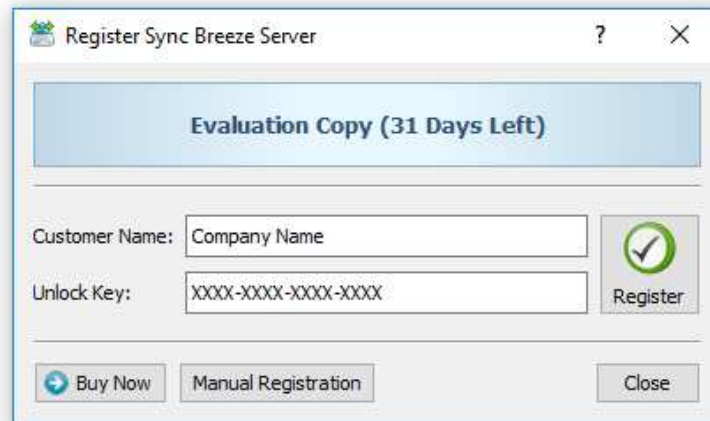 Register Sync Breeze Server ?
Evaluation Copy (31 Days Left)
Customer Name: Company Name
Unlock Key: XXXX-XXXX-XXXX-XXXX
Register
Buy Now Manual Registration Close